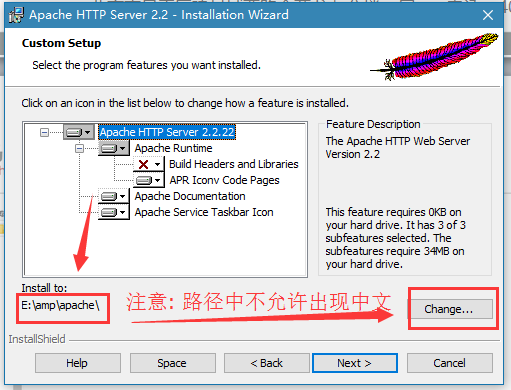 Apache HTTP Server 2.2 - Installation Wizard
Custom Setup
Select the program features you want installed.
Click on an icon in the list below to change how a feature is installed.
Apache HTTP Server 2.2.22
Apache Runtime
Build Headers and Libraries
APR Iconv Code Pages
Apache Documentation
Apache Service Taskbar Icon
Feature Description
The Apache HTTP Web Server
Version 2.2
This feature requires 0KB on
your hard drive. It has 3 of 3
subfeatures selected. The
subfeatures require 34MB on
your hard drive.
Install to:
E:\amp\apache\
注意: 路径中不允许出现中文
Change...
InstallShield
Help
Space
< Back
Next >
Cancel